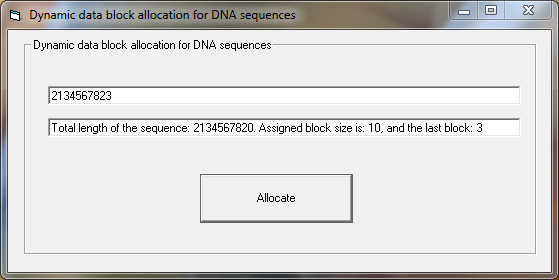 Dynamic data block allocation for DNA sequences
Dynamic data block allocation for DNA sequences
2134567823
Total length of the sequence: 2134567820. Assigned block size is: 10, and the last block: 3
Allocate